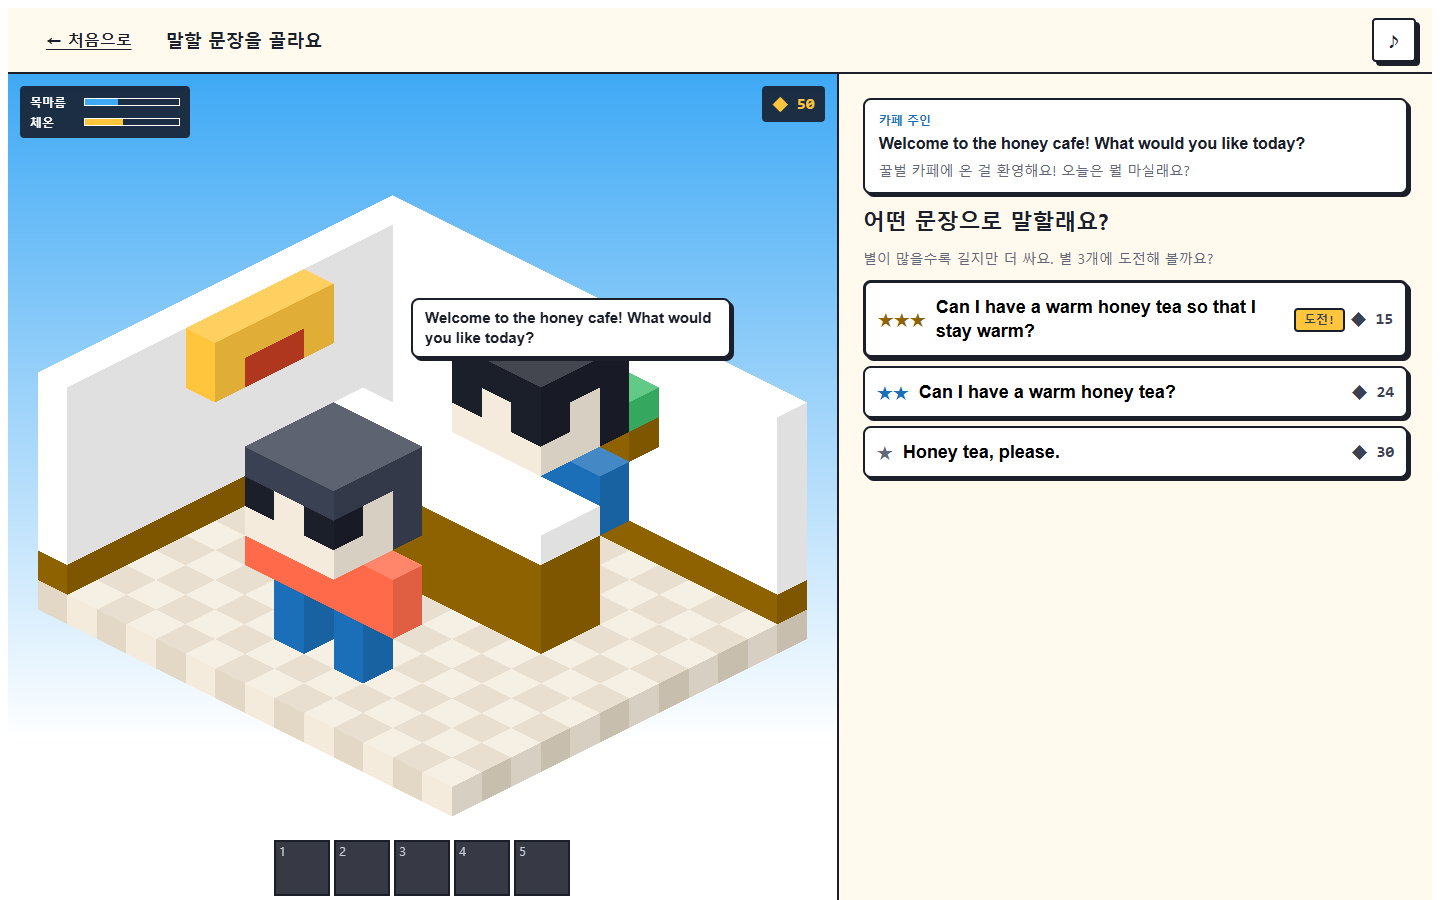 ← 처음으로
말할 문장을 골라요
♪
목마름
체온
◆ 50
Welcome to the honey cafe! What would
you like today?
1
2
3
4
5
카페 주인
Welcome to the honey cafe! What would you like today?
꿀벌 카페에 온 걸 환영해요! 오늘은 뭘 마실래요?
어떤 문장으로 말할래요?
별이 많을수록 길지만 더 싸요. 별 3개에 도전해 볼까요?
★★★ Can I have a warm honey tea so that I
stay warm?
도전! ◆ 15
★★ Can I have a warm honey tea? ◆ 24
★ Honey tea, please. ◆ 30